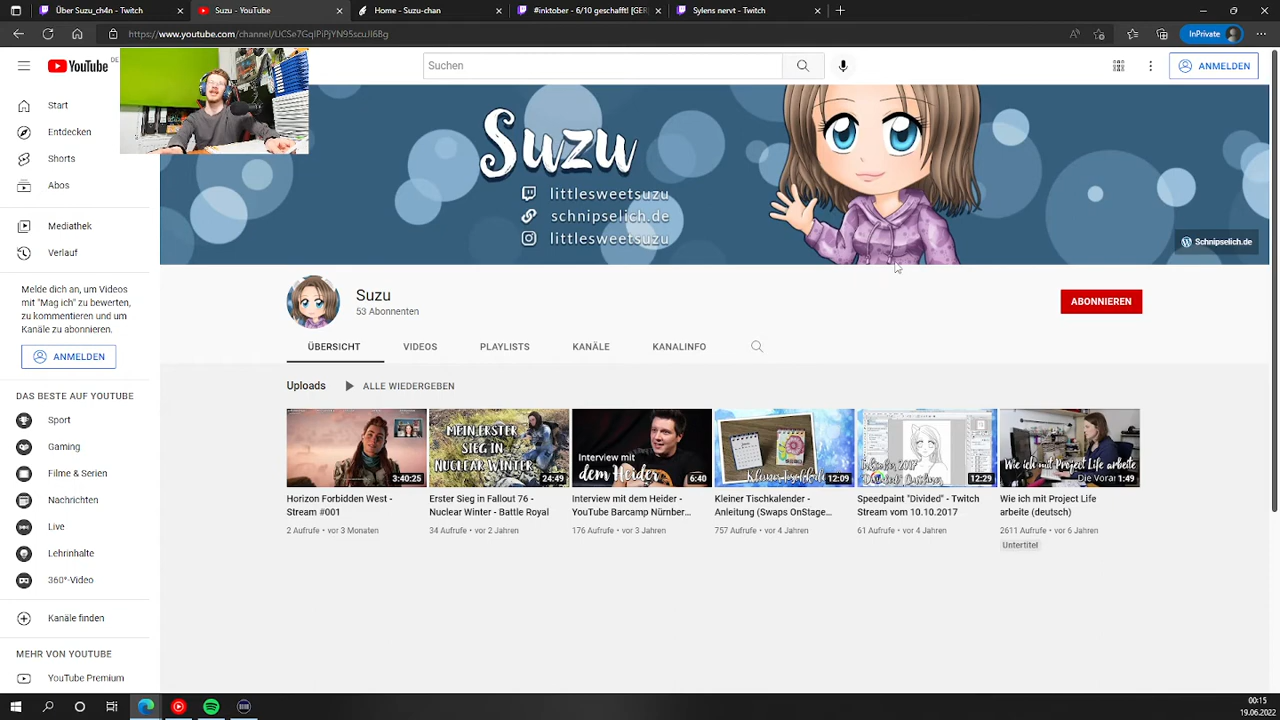 Über Suzu_ch4n - Twitch
Suzu - YouTube
Home Suzu-chan
#inktober - 6/10 geschafft!
Sylens nervt - Twitch
https://www.youtube.com/channel/UCSe7GqIPiPjYN95scuJI6Bg
InPrivate
YouTube
DE
Suchen
ANMELDEN
Start
Entdecken
Shorts
Abos
Mediathek
Verlauf
Melde dich an, um Videos
mit "Mag ich" zu bewerten,
zu kommentieren und um
Kanäle zu abonnieren.
ANMELDEN
DAS BESTE AUF YOUTUBE
Sport
Gaming
Filme & Serien
Nachrichten
Live
Lehrinhalte
360°-Video
Kanäle finden
MEHR VON YOUTUBE
YouTube Premium
Suzu
littlesweetsuzu
schnipselich.de
littlesweetsuzu
Schnipselich.de
Suzu
53 Abonnenten
ABONNIEREN
ÜBERSICHT
VIDEOS
PLAYLISTS
KANÄLE
KANALINFO
Uploads
ALLE WIEDERGEBEN
3:40:25
Horizon Forbidden West -
Stream #001
2 Aufrufe • vor 3 Monaten
MEIN ERSTER
SIEG IN
NUCLEAR WINTER
24:49
Erster Sieg in Fallout 76 -
Nuclear Winter - Battle Royal
34 Aufrufe • vor 2 Jahren
Interview mit
dem Heider
6:40
Interview mit dem Heider -
YouTube Barcamp Nürnber...
176 Aufrufe • vor 3 Jahren
Kleiner Tischkalender
12:09
Kleiner Tischkalender -
Anleitung (Swaps OnStage...
757 Aufrufe • vor 4 Jahren
Inktober 2017
12:29
Speedpaint "Divided" - Twitch
Stream vom 10.10.2017
61 Aufrufe • vor 4 Jahren
Wie ich mit Project Life arbeite
1:49
Wie ich mit Project Life
arbeite (deutsch)
2611 Aufrufe • vor 6 Jahren
Untertitel
00:15
19.06.2022